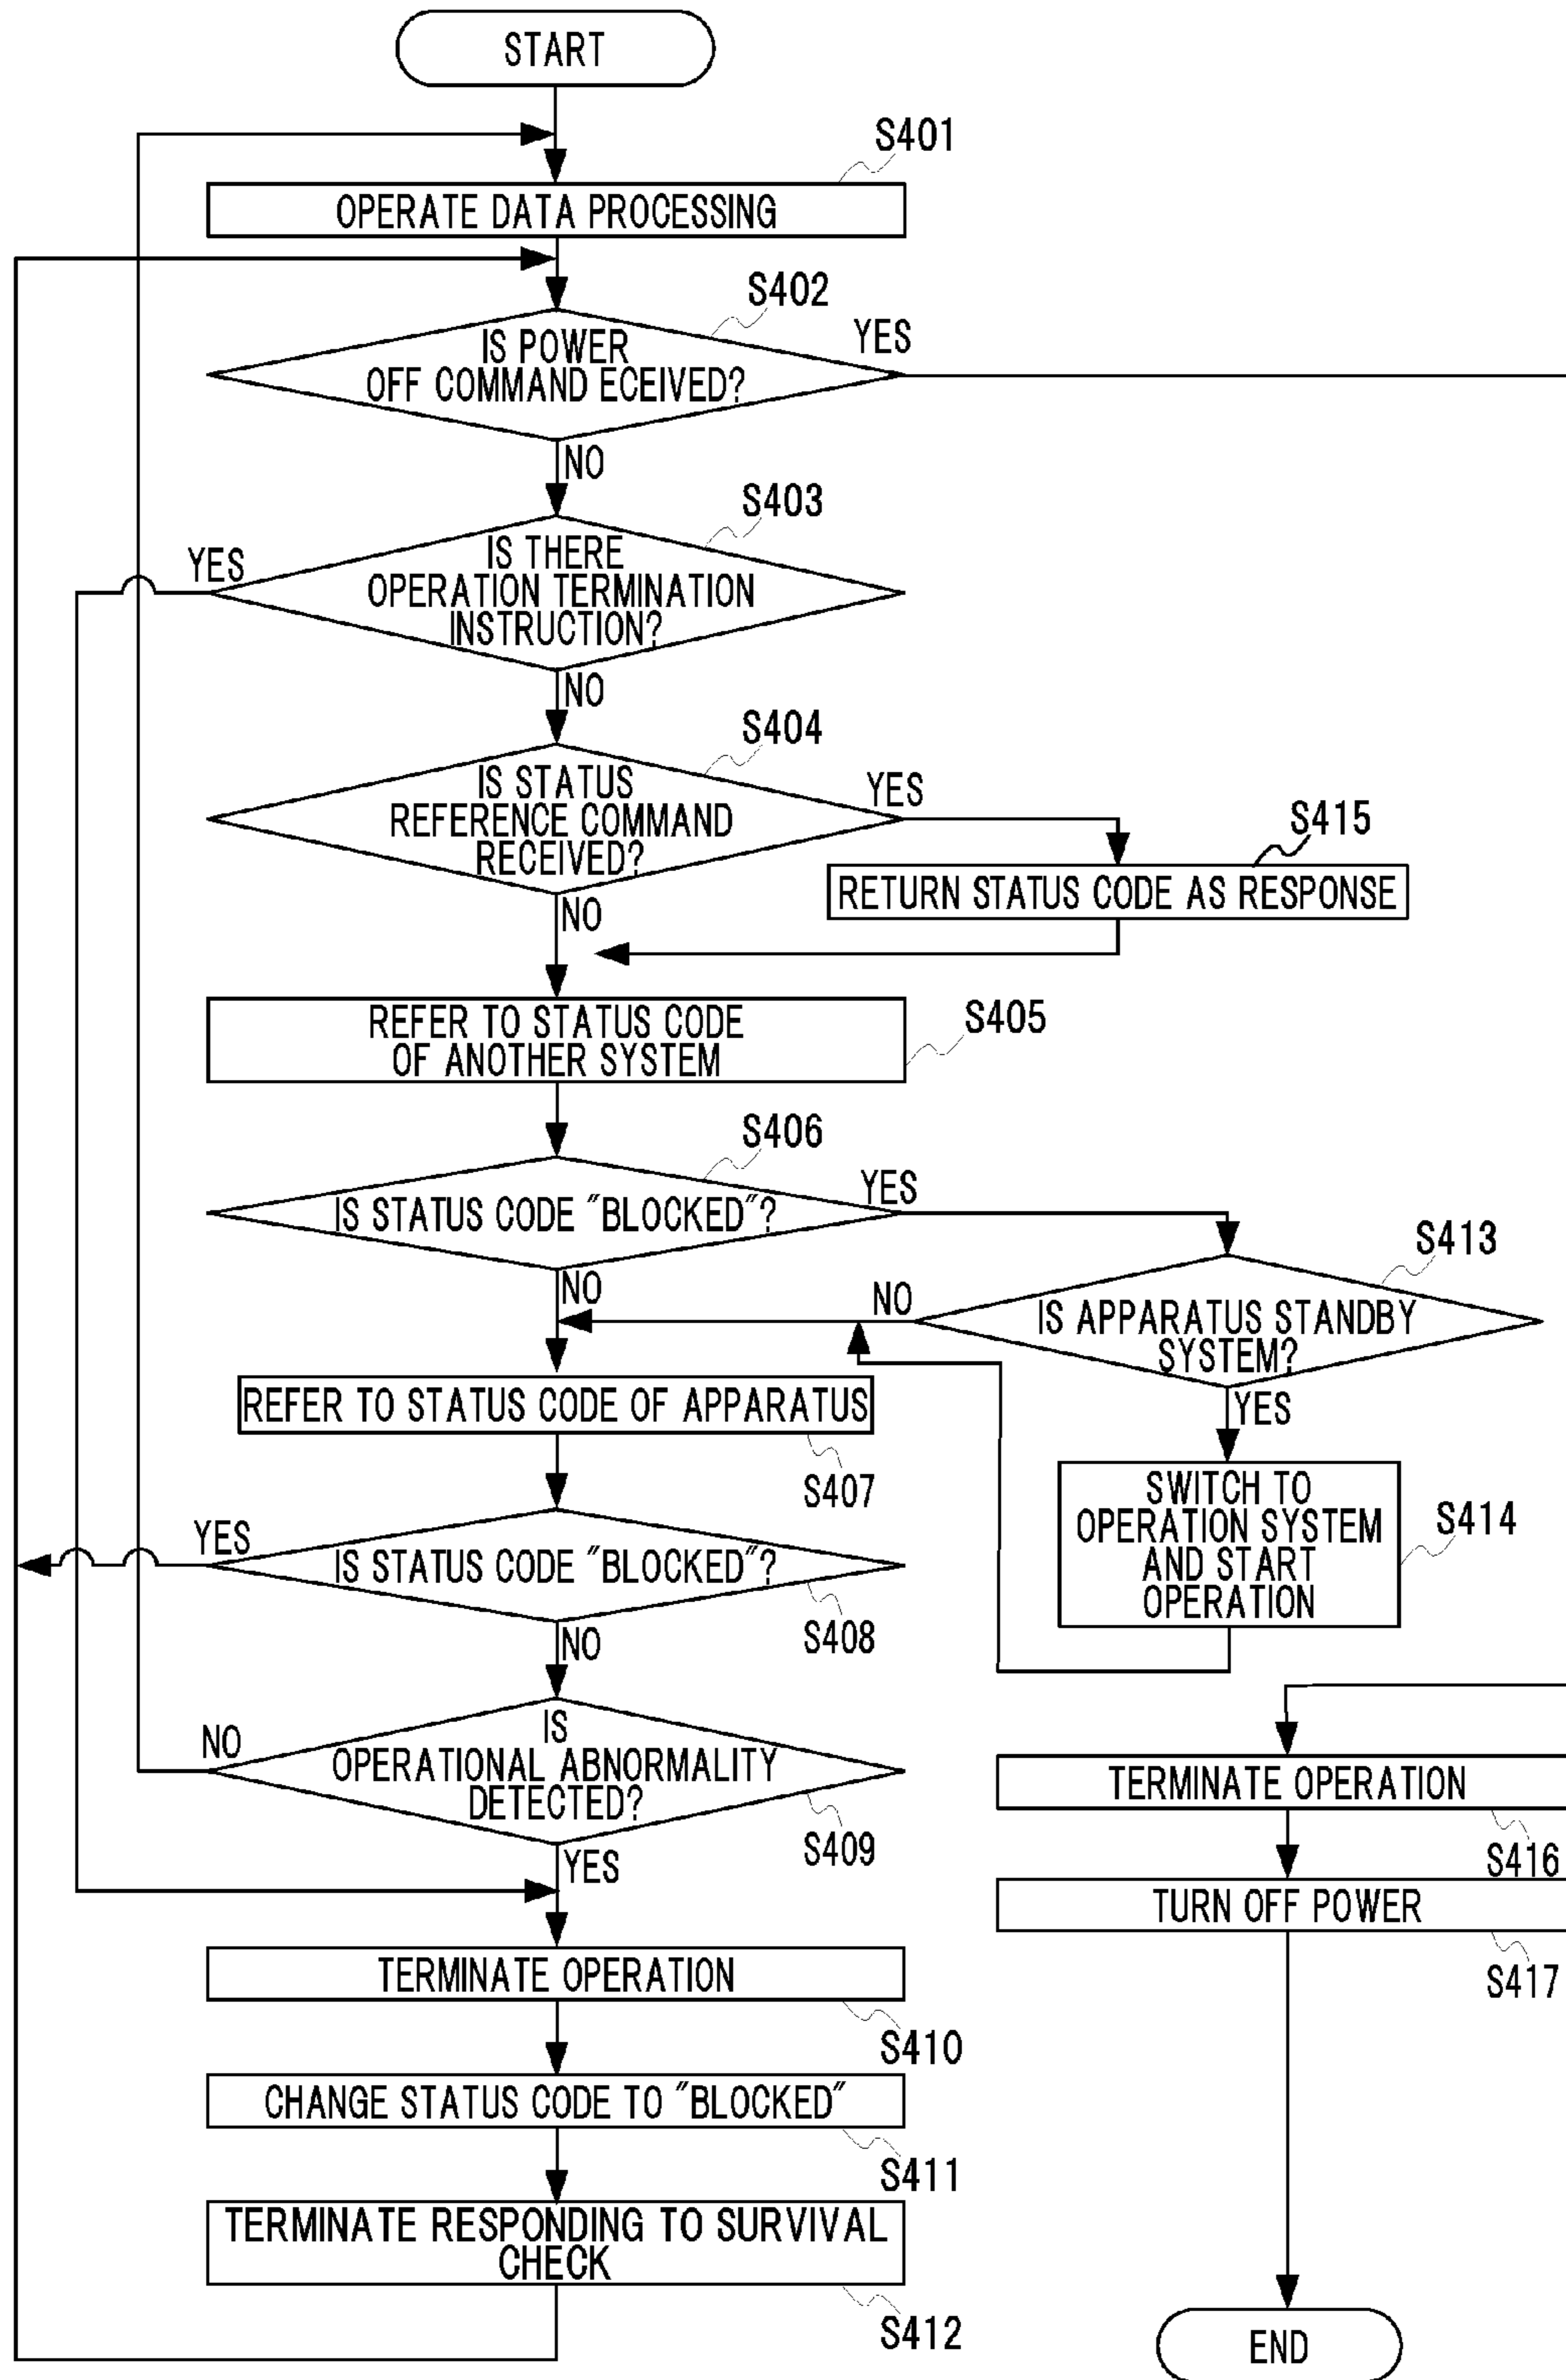 START
S401
OPERATE DATA PROCESSING
S402
IS POWER
OFF COMMAND ECEIVED?
YES
NO
S403
IS THERE
OPERATION TERMINATION
INSTRUCTION?
YES
NO
S404
IS STATUS
REFERENCE COMMAND
RECEIVED?
YES
S415
RETURN STATUS CODE AS RESPONSE
NO
REFER TO STATUS CODE
OF ANOTHER SYSTEM
S405
S406
IS STATUS CODE "BLOCKED"?
YES
NO
S413
IS APPARATUS STANDBY
SYSTEM?
NO
YES
REFER TO STATUS CODE OF APPARATUS
S407
SWITCH TO
OPERATION SYSTEM
AND START
OPERATION
S414
YES
IS STATUS CODE "BLOCKED"?
S408
NO
NO
IS
OPERATIONAL ABNORMALITY
DETECTED?
S409
YES
TERMINATE OPERATION
S416
TURN OFF POWER
S417
TERMINATE OPERATION
S410
CHANGE STATUS CODE TO "BLOCKED"
S411
TERMINATE RESPONDING TO SURVIVAL
CHECK
S412
END